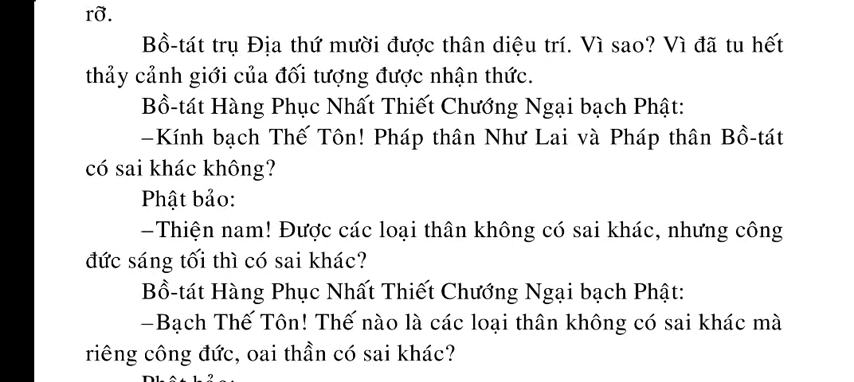 rỡ.
Bồ-tát trụ Địa thứ mười được thân diệu trí. Vì sao? Vì đã tu hết
thảy cảnh giới của đối tượng được nhận thức.
Bồ-tát Hàng Phục Nhất Thiết Chướng Ngại bạch Phật:
–Kính bạch Thế Tôn! Pháp thân Như Lai và Pháp thân Bồ-tát
có sai khác không?
Phật bảo:
–Thiện nam! Được các loại thân không có sai khác, nhưng công
đức sáng tối thì có sai khác?
Bồ-tát Hàng Phục Nhất Thiết Chướng Ngại bạch Phật:
–Bạch Thế Tôn! Thế nào là các loại thân không có sai khác mà
riêng công đức, oai thần có sai khác?